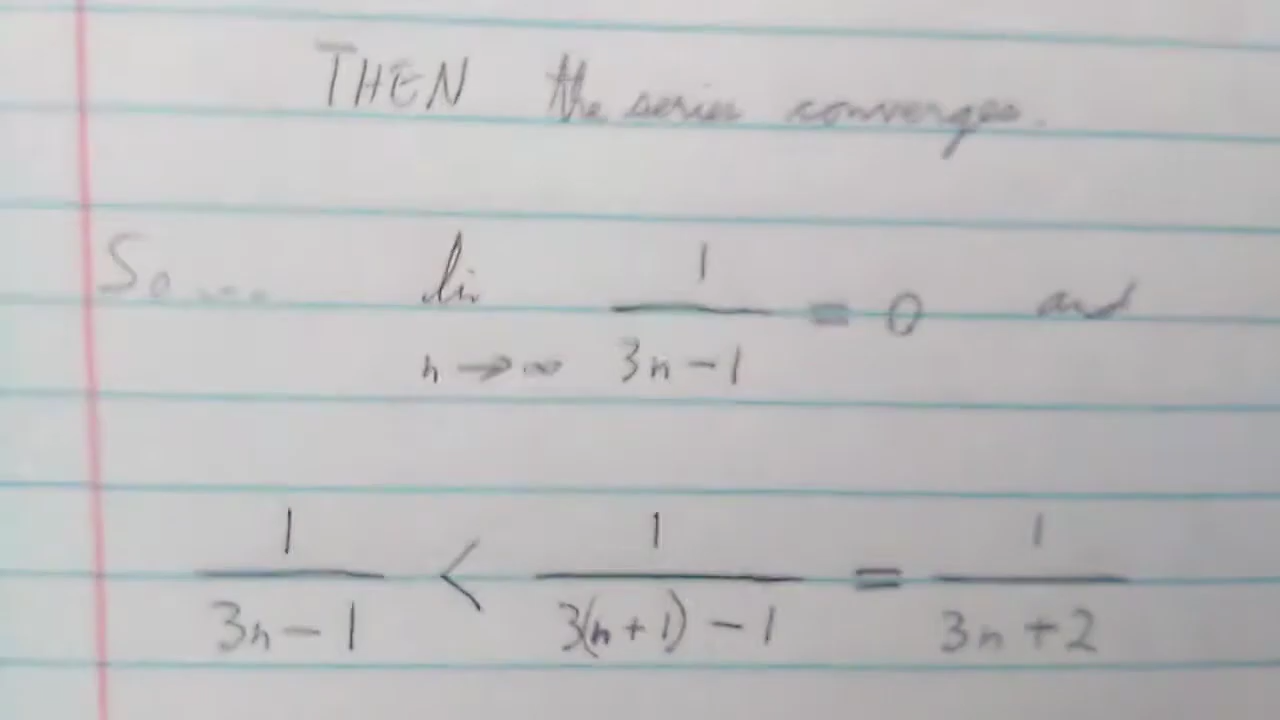 THEN the series converges.
So... lim n→∞ 1/(3n-1) = 0 and
1/(3n-1) < 1/(3(n+1)-1) = 1/(3n+2)